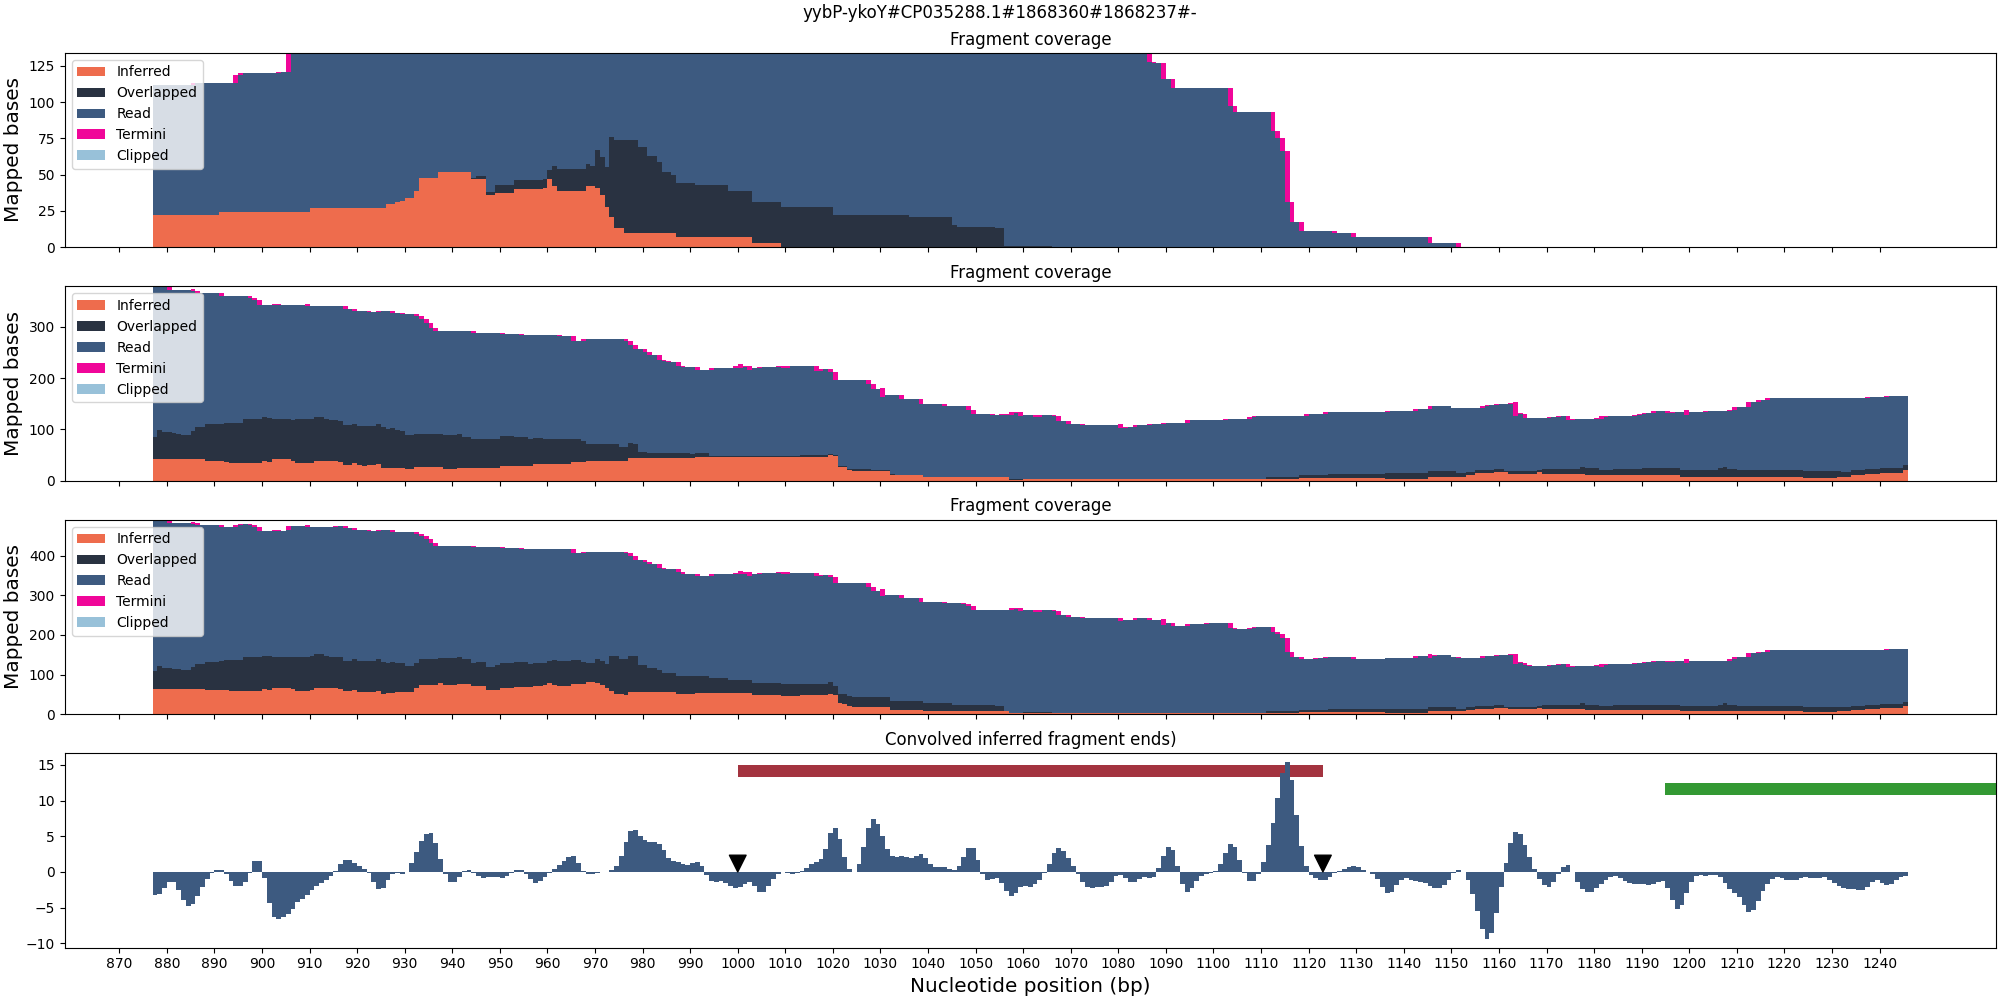 yybP-ykoY#CP035288.1#1868360#1868237#-
Fragment coverage
Mapped bases
125
100
75
50
25
0
Inferred
Overlapped
Read
Termini
Clipped
Fragment coverage
Mapped bases
300
200
100
0
Inferred
Overlapped
Read
Termini
Clipped
Fragment coverage
Mapped bases
400
300
200
100
0
Inferred
Overlapped
Read
Termini
Clipped
Convolved inferred fragment ends)
15
10
5
0
−5
−10
870 880 890 900 910 920 930 940 950 960 970 980 990 1000 1010 1020 1030 1040 1050 1060 1070 1080 1090 1100 1110 1120 1130 1140 1150 1160 1170 1180 1190 1200 1210 1220 1230 1240
Nucleotide position (bp)